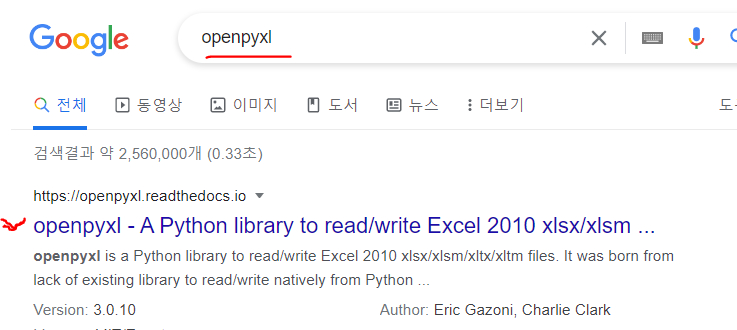 Google
openpyxl
전체 동영상 이미지 도서 뉴스 더보기
검색결과 약 2,560,000개 (0.33초)
https://openpyxl.readthedocs.io
openpyxl - A Python library to read/write Excel 2010 xlsx/xlsm ...
openpyxl is a Python library to read/write Excel 2010 xlsx/xlsm/xltx/xltm files. It was born from
lack of existing library to read/write natively from Python ...
Version: 3.0.10 Author: Eric Gazoni, Charlie Clark